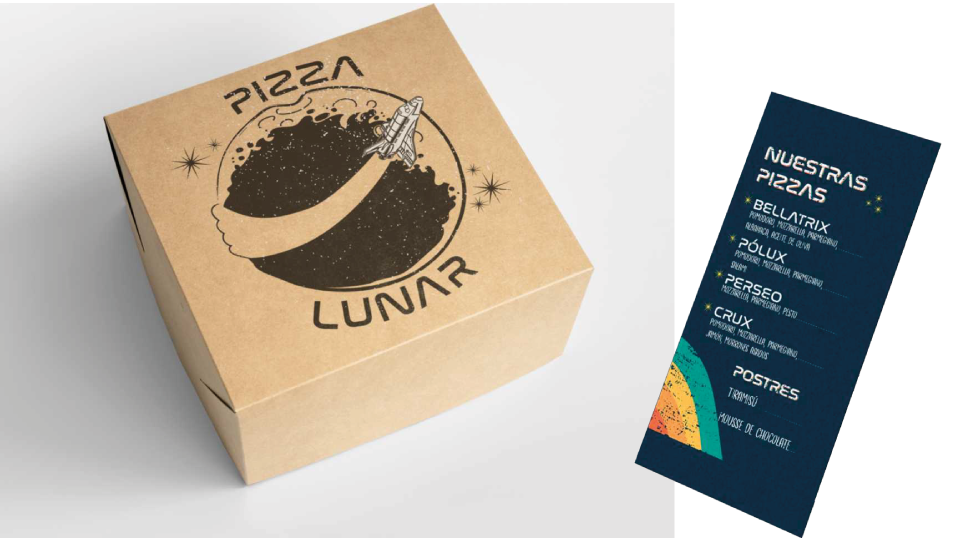 PIZZA
LUNAR
NUESTRAS
PIZZAS
BELLATRIX
POMODORO, MOZZARELLA, PARMEGIANO,
ALBAHACA, ACEITE DE OLIVA
PÓLUX
POMODORO, MOZZARELLA, PARMEGIANO,
SALAMI
PERSEO
MOZZARELLA, PARMEGIANO, PESTO
CRUX
POMODORO, MOZZARELLA, PARMEGIANO,
JAMÓN, MORRONES ASADOS
POSTRES
TIRAMISÚ
MOUSSE DE CHOCOLATE